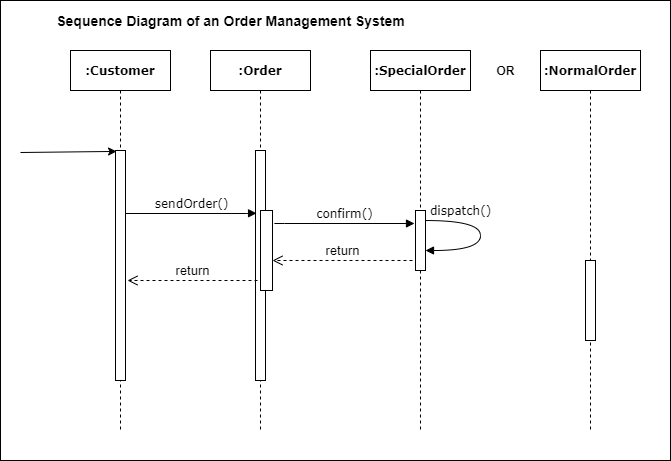 Sequence Diagram of an Order Management System
:Customer
:Order
:SpecialOrder
OR
:NormalOrder
sendOrder()
confirm()
dispatch()
return
return